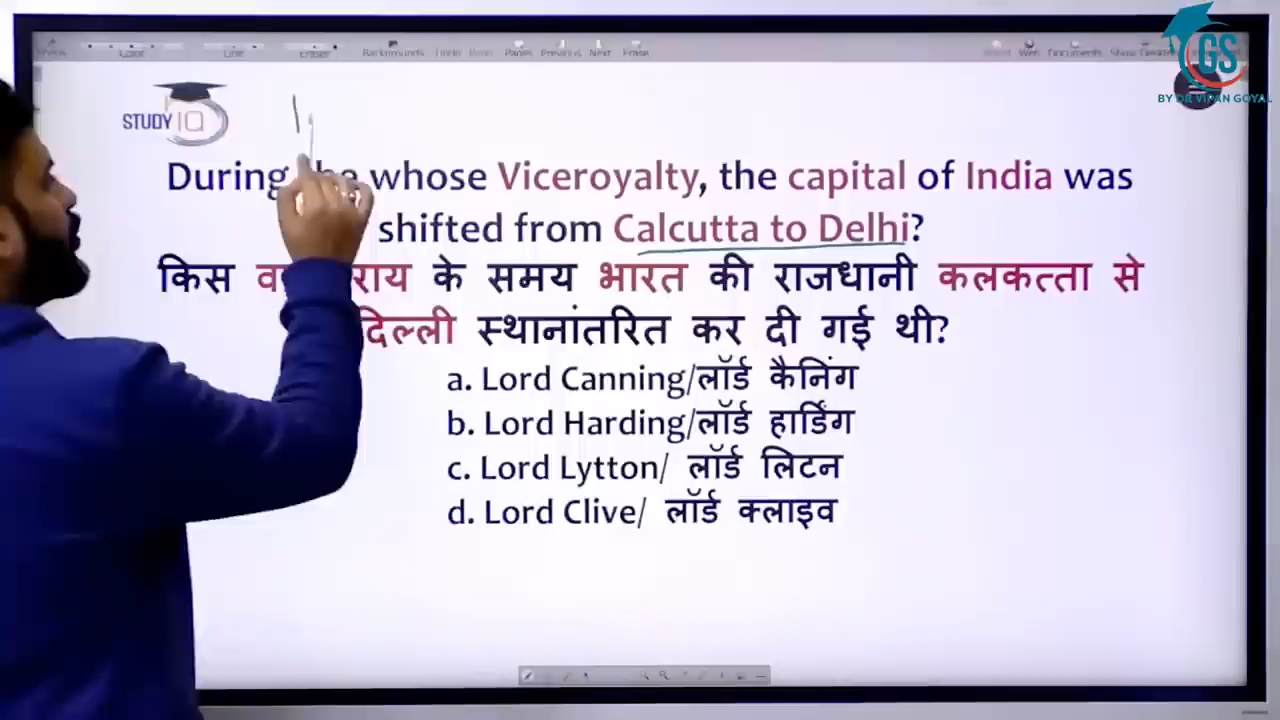 STUDY IQ
GS
BY DR VIPAN GOYAL
During the whose Viceroyalty, the capital of India was
shifted from Calcutta to Delhi?
किस के समय भारत की राजधानी कलकत्ता से
दिल्ली स्थानांतरित कर दी गई थी?
a. Lord Canning/लॉर्ड कैनिंग
b. Lord Harding/लॉर्ड हार्डिंग
c. Lord Lytton/ लॉर्ड लिटन
d. Lord Clive/ लॉर्ड क्लाइव